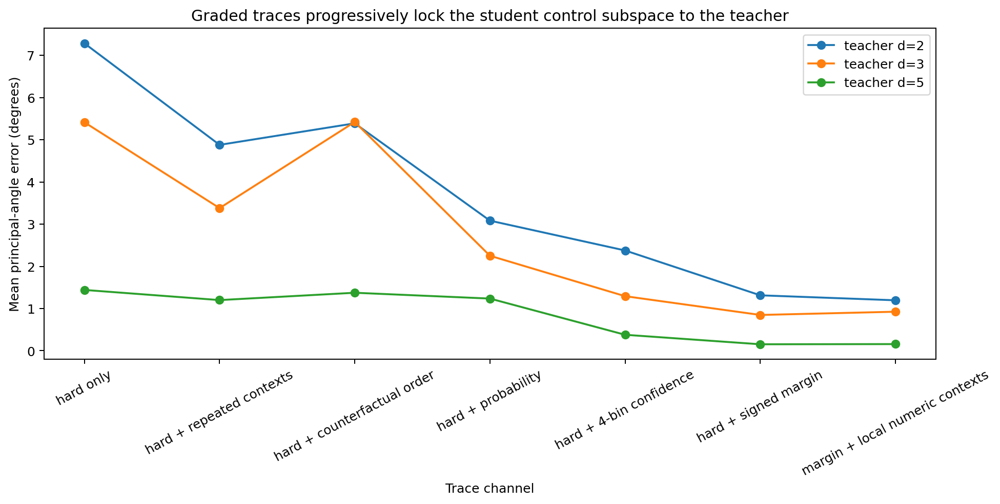 Graded traces progressively lock the student control subspace to the teacher
teacher d=2
teacher d=3
teacher d=5
Mean principal-angle error (degrees)
7
6
5
4
3
2
1
0
hard only
hard + repeated contexts
hard + counterfactual order
hard + probability
hard + 4-bin confidence
hard + signed margin
margin + local numeric contexts
Trace channel